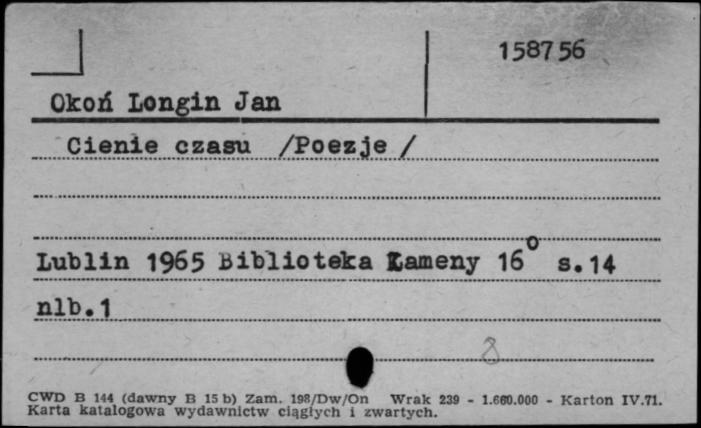 158756
Okoń Longin Jan
Cienie czasu /Poezje/
Lublin 1965 Biblioteka Kameny 16° s.14
nlb.1
8
CWD B 144 (dawny B 15 b) Zam. 198/Dw/On Wrak 239 - 1.660.000 - Karton IV.71.
Karta katalogowa wydawnictw ciągłych i zwartych.